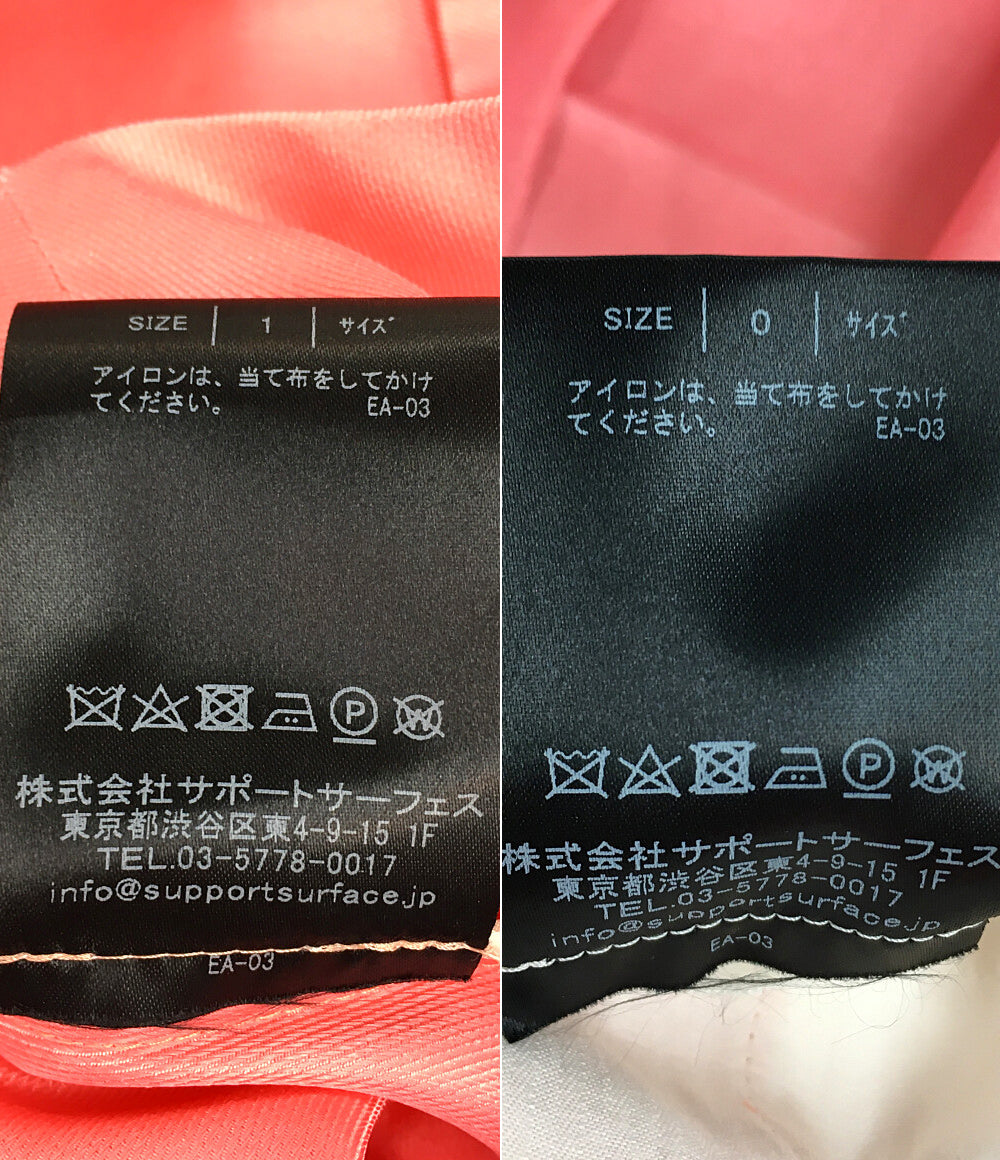 SIZE 1 サイズ
アイロンは、当て布をしてかけ
てください。 EA-03
P W
株式会社サポートサーフェス
東京都渋谷区東4-9-15 1F
TEL.03-5778-0017
info@supportsurface.jp
EA-03
SIZE 0 サイズ
アイロンは、当て布をしてかけ
てください。 EA-03
P W
株式会社サポートサーフェス
東京都渋谷区東4-9-15 1F
TEL.03-5778-0017
info@supportsurface.jp
EA-03